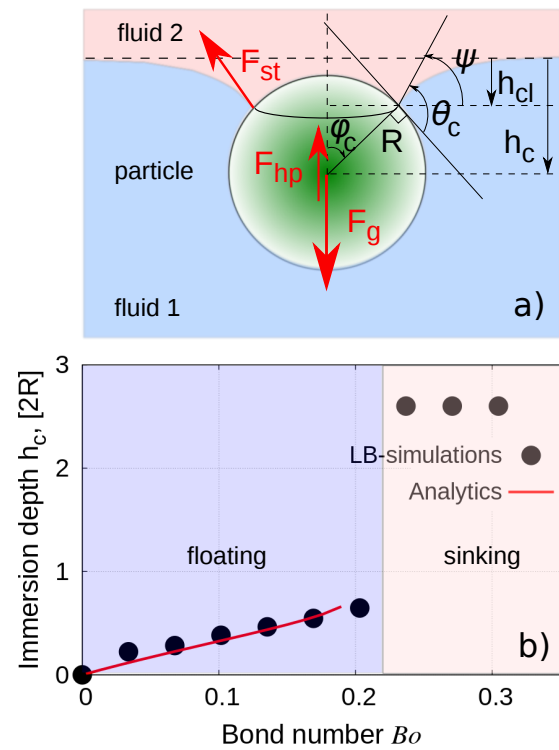 fluid 2
F_st
ψ
h_cl
θ_c
φ_c
R
h_c
particle
F_hp
F_g
fluid 1
a)
Immersion depth h_c, [2R]
3
2
1
0
LB-simulations
Analytics
floating
sinking
b)
0
0.1
0.2
0.3
Bond number Bo